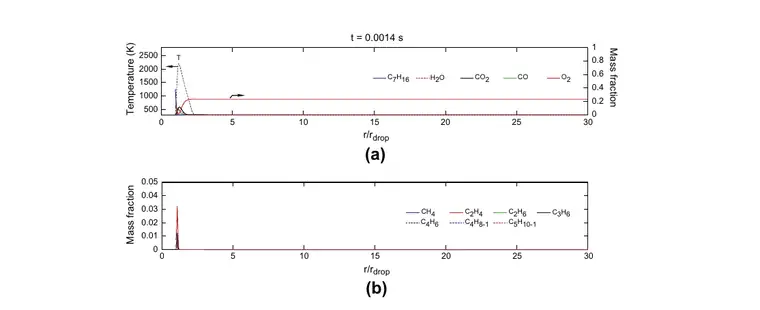 t = 0.0014 s
Temperature (K)
2500
2000
1500
1000
500
T
C7H16 H2O CO2 CO O2
1
0.8
0.6
0.4
0.2
0
Mass fraction
0 5 10 15 20 25 30
r/rdrop
(a)
Mass fraction
0.05
0.04
0.03
0.02
0.01
0
CH4 C2H4 C2H6 C3H6
C4H6 C4H8-1 C5H10-1
0 5 10 15 20 25 30
r/rdrop
(b)